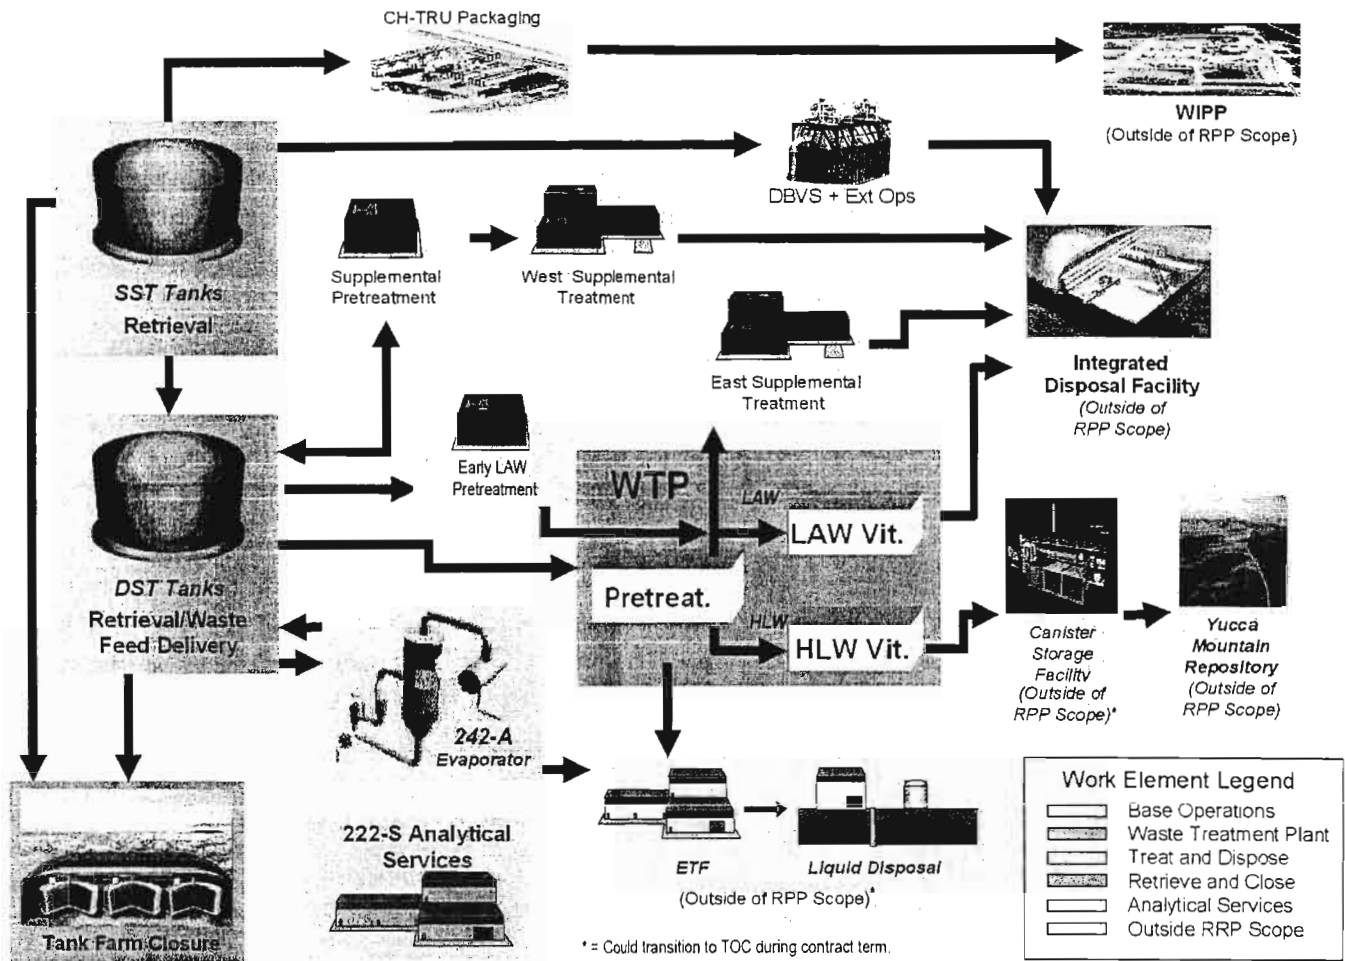 CH-TRU Packaging
WIPP
(Outside of RPP Scope)
DBVS + Ext Ops
SST Tanks
Retrieval
Supplemental
Pretreatment
West Supplemental
Treatment
East Supplemental
Treatment
Integrated
Disposal Facility
(Outside of
RPP Scope)
DST Tanks
Retrieval/Waste
Feed Delivery
Early LAW
Pretreatment
WTP
LAW
LAW Vit.
Pretreat.
HLW
HLW Vit.
Canister
Storage
Facility
(Outside of
RPP Scope)*
Yucca
Mountain
Repository
(Outside of
RPP Scope)
242-A
Evaporator
222-S Analytical
Services
ETF
Liquid Disposal
(Outside of RPP Scope)*
Tank Farm Closure
Work Element Legend
Base Operations
Waste Treatment Plant
Treat and Dispose
Retrieve and Close
Analytical Services
Outside RRP Scope
* = Could transition to TOC during contract term.